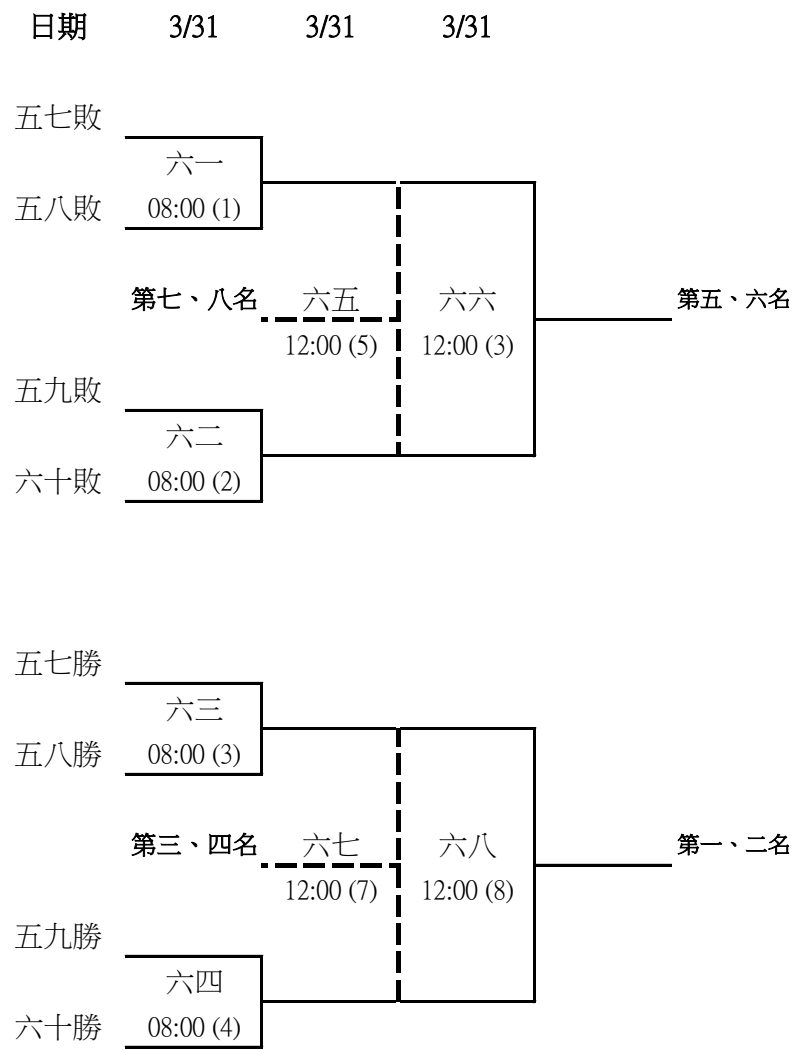 日期 3/31 3/31 3/31
五七敗
六一
五八敗 08:00 (1)
第七、八名 六五 六六 第五、六名
12:00 (5) 12:00 (3)
五九敗
六二
六十敗 08:00 (2)
五七勝
六三
五八勝 08:00 (3)
第三、四名 六七 六八 第一、二名
12:00 (7) 12:00 (8)
五九勝
六四
六十勝 08:00 (4)